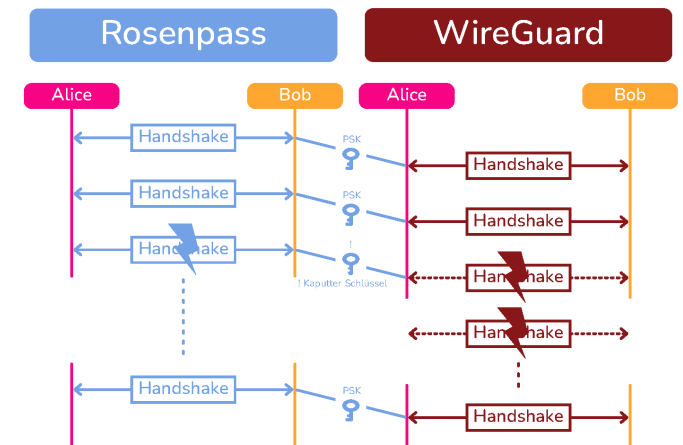 Rosenpass
WireGuard
Alice
Bob
Alice
Bob
Handshake
PSK
Handshake
Handshake
PSK
Handshake
Handshake
!
Handshake
! Kaputter Schlüssel
Handshake
Handshake
PSK
Handshake